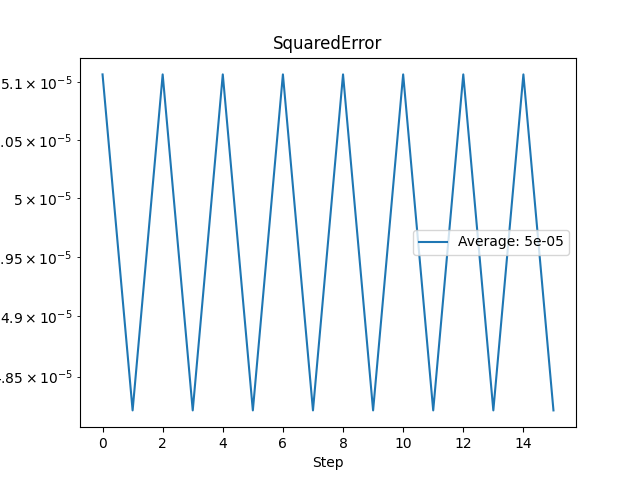 SquaredError
5.1 × 10⁻⁵
.05 × 10⁻⁵
5 × 10⁻⁵
.95 × 10⁻⁵
4.9 × 10⁻⁵
.85 × 10⁻⁵
Average: 5e-05
0 2 4 6 8 10 12 14
Step